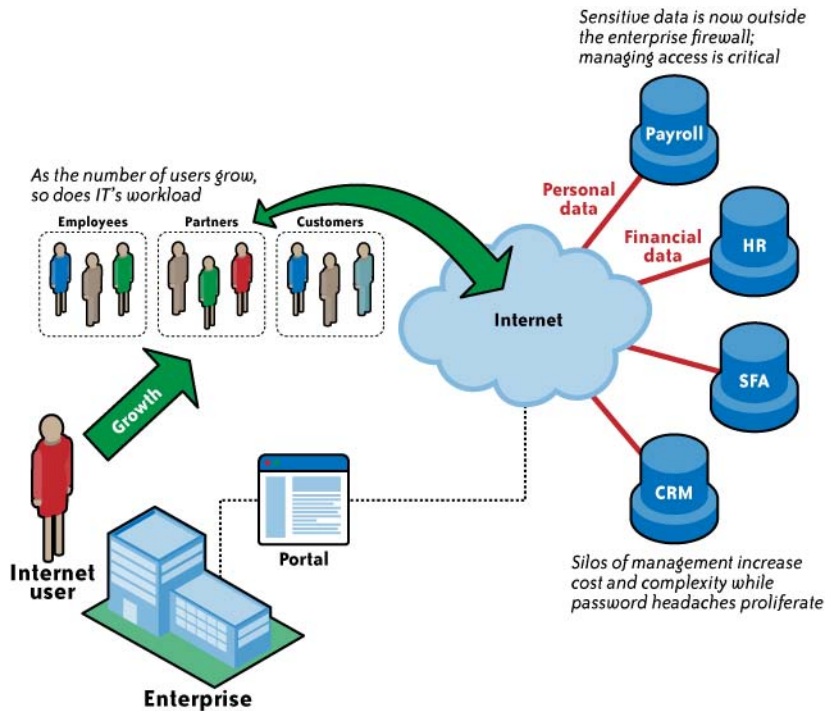 Sensitive data is now outside
the enterprise firewall;
managing access is critical
Payroll
As the number of users grow,
so does IT's workload
Employees
Partners
Customers
Personal
data
Financial
data
HR
Internet
SFA
Growth
CRM
Portal
Internet
user
Silos of management increase
cost and complexity while
password headaches proliferate
Enterprise